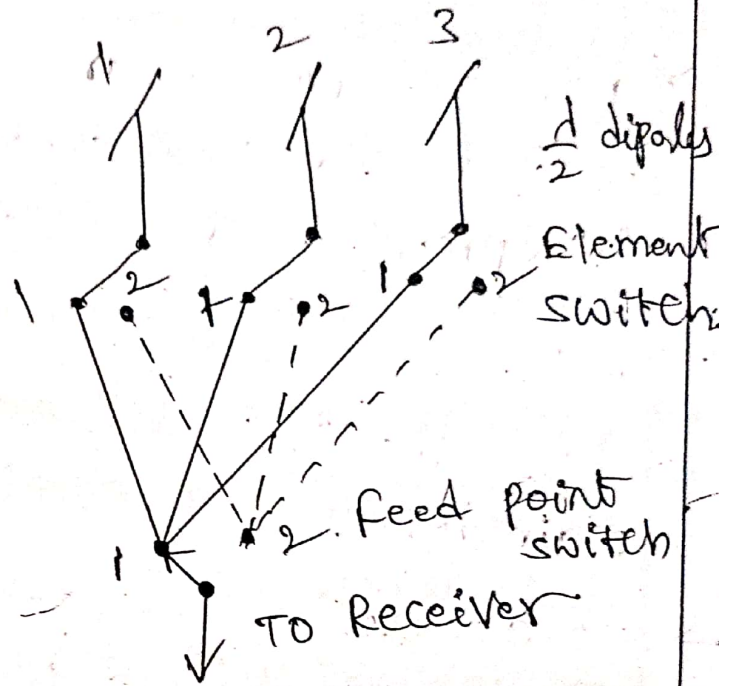 1 2 3
λ/2 dipoles
Element
switch
1 2 1 2 1 2
1 2 Feed point
switch
TO Receiver